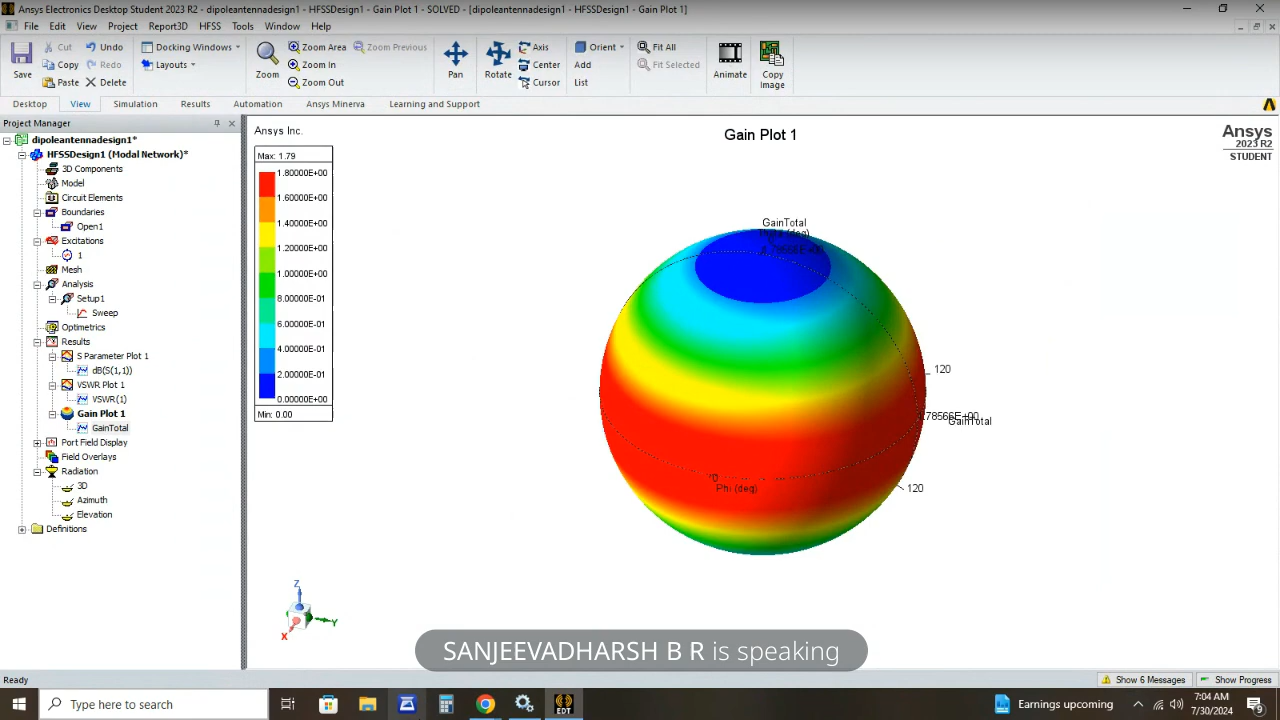 Ansys Electronics Desktop Student 2023 R2 - dipoleantennadesign1 - HFSSDesign1 - Gain Plot 1 - SOLVED - [dipoleantennadesign1 - HFSSDesign1 - Gain Plot 1]
File Edit View Project Report3D HFSS Tools Window Help
Save
Cut Undo
Copy Redo
Paste Delete
Docking Windows
Layouts
Zoom
Zoom Area Zoom Previous
Zoom In
Zoom Out
Pan
Rotate
Axis
Center
Cursor
Orient
Add
List
Fit All
Fit Selected
Animate
Copy
Image
Desktop View Simulation Results Automation Ansys Minerva Learning and Support
Project Manager
dipoleantennadesign1*
HFSSDesign1 (Modal Network)*
3D Components
Model
Circuit Elements
Boundaries
Open1
Excitations
1
Mesh
Analysis
Setup1
Sweep
Optimetrics
Results
S Parameter Plot 1
dB(S(1,1))
VSWR Plot 1
VSWR(1)
Gain Plot 1
GainTotal
Port Field Display
Field Overlays
Radiation
3D
Azimuth
Elevation
Definitions
Ansys Inc.
Gain Plot 1
Ansys
2023 R2
STUDENT
Max: 1.79
1.80000E+00
1.60000E+00
1.40000E+00
1.20000E+00
1.00000E+00
8.00000E-01
6.00000E-01
4.00000E-01
2.00000E-01
0.00000E+00
Min: 0.00
GainTotal
Theta (deg)
120
GainTotal
Phi (deg)
120
Z
Y
X
SANJEEVADHARSH B R is speaking
Ready
Show 6 Messages Show Progress
Type here to search
EDT
Earnings upcoming
7:04 AM
7/30/2024